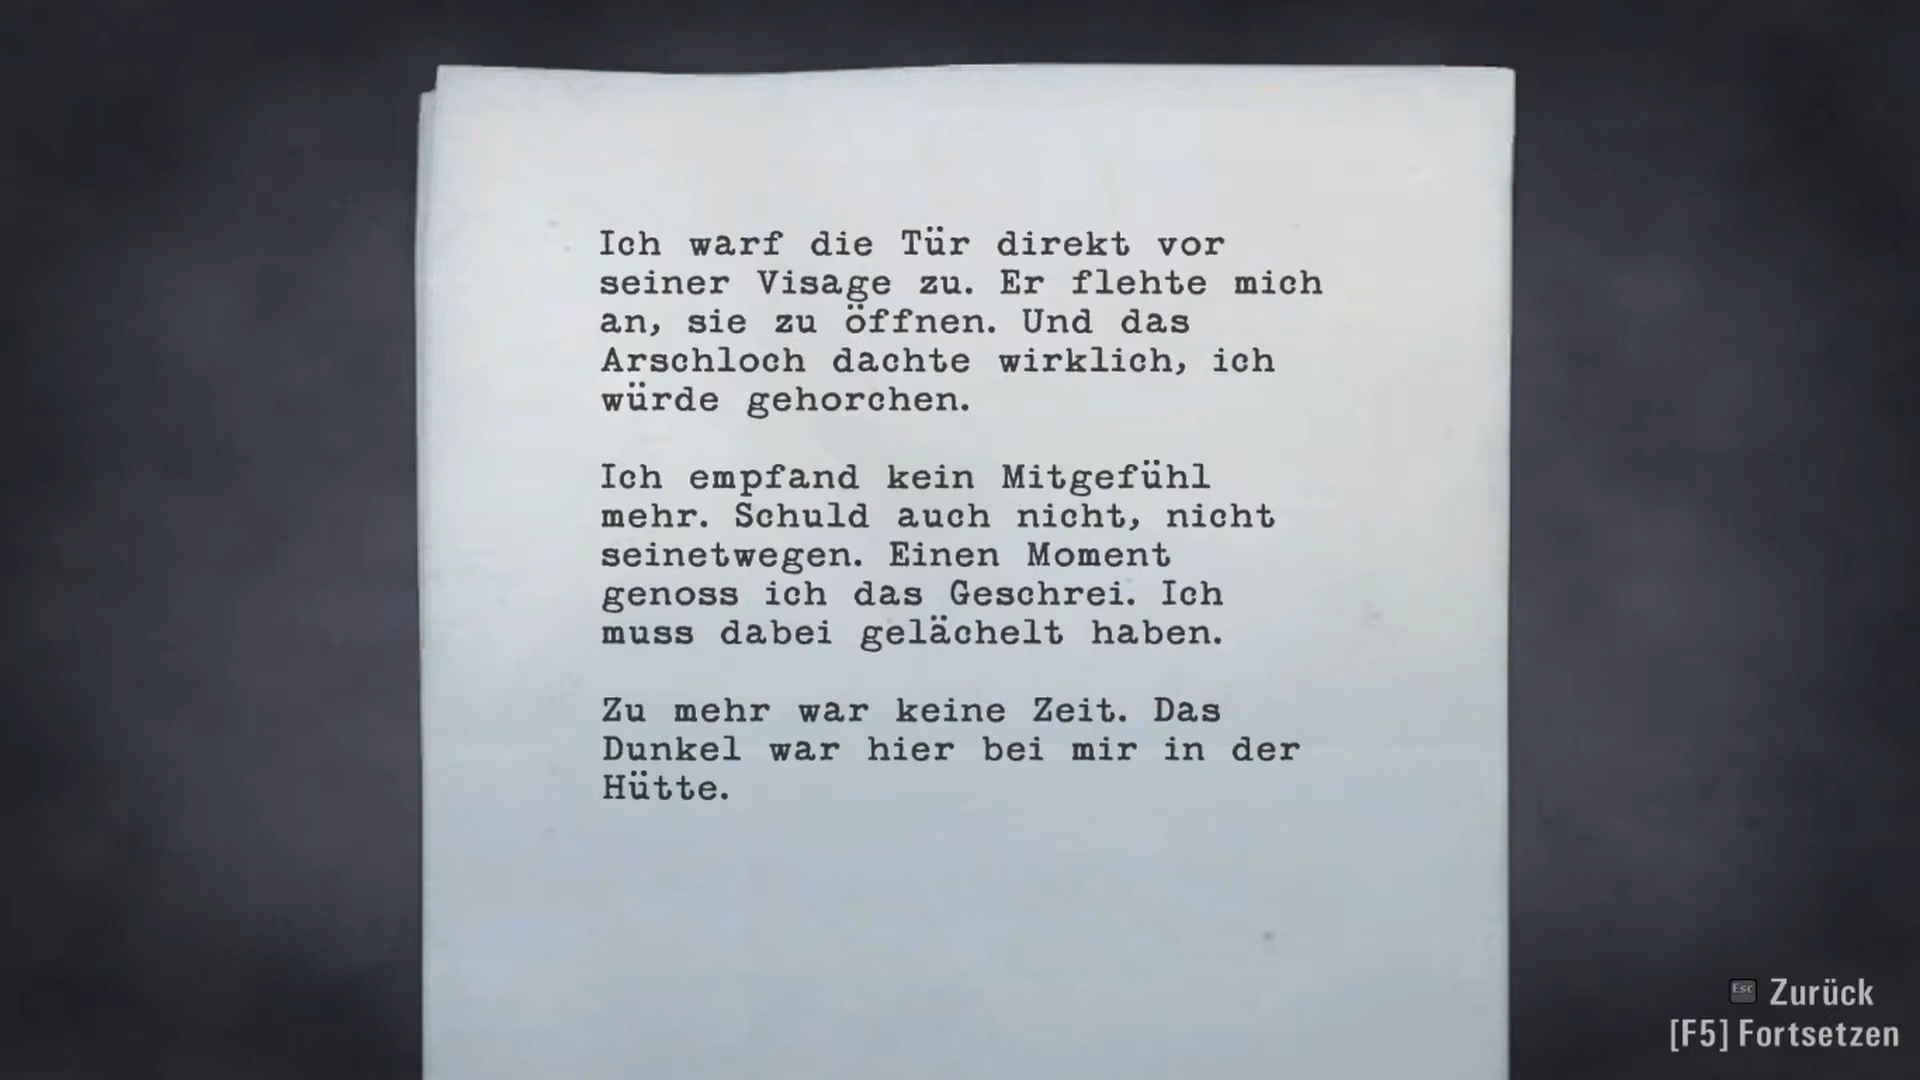 Ich warf die Tür direkt vor
seiner Visage zu. Er flehte mich
an, sie zu öffnen. Und das
Arschloch dachte wirklich, ich
würde gehorchen.
Ich empfand kein Mitgefühl
mehr. Schuld auch nicht, nicht
seinetwegen. Einen Moment
genoss ich das Geschrei. Ich
muss dabei gelächelt haben.
Zu mehr war keine Zeit. Das
Dunkel war hier bei mir in der
Hütte.
Esc Zurück
[F5] Fortsetzen